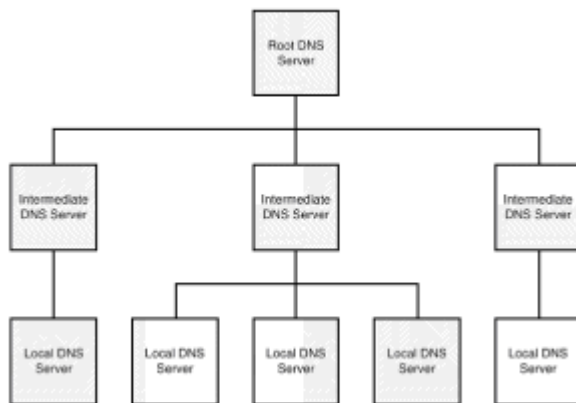 Root DNS
Server
Intermediate
DNS Server
Intermediate
DNS Server
Intermediate
DNS Server
Local DNS
Server
Local DNS
Server
Local DNS
Server
Local DNS
Server
Local DNS
Server